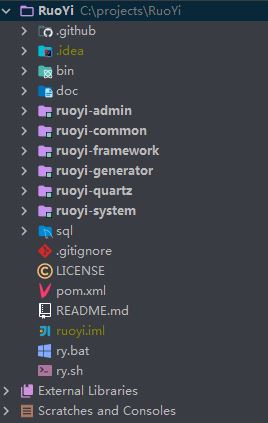 RuoYi C:\projects\RuoYi
.github
.idea
bin
doc
ruoyi-admin
ruoyi-common
ruoyi-framework
ruoyi-generator
ruoyi-quartz
ruoyi-system
sql
.gitignore
LICENSE
pom.xml
README.md
ruoyi.iml
ry.bat
ry.sh
External Libraries
Scratches and Consoles